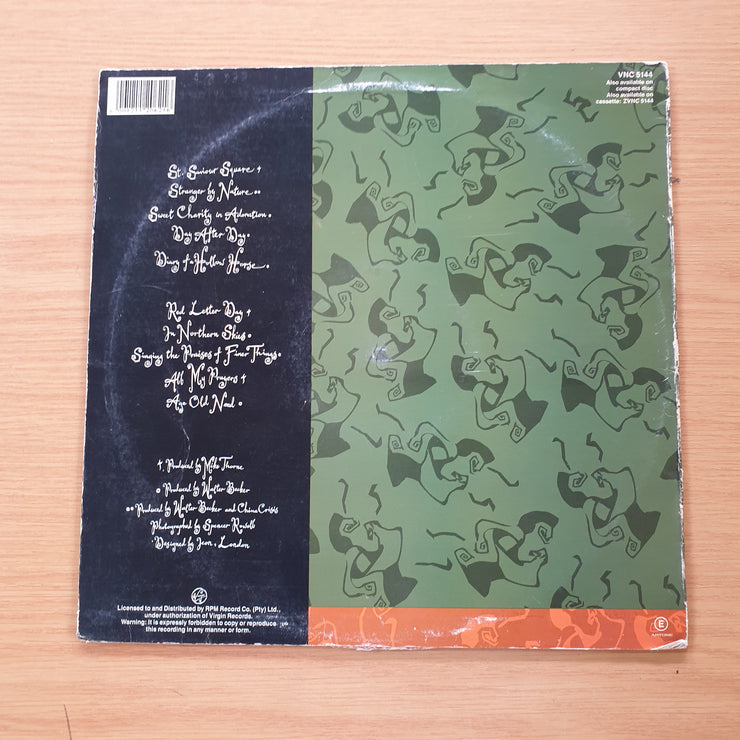 St. Saviour Square +
Stranger by Nature oo
Sweet Charity in Adoration o
Day After Day o
Diary of a Hollow Horse o
Red Letter Day +
In Northern Skies o
Singing the Praises of Finer Things o
All My Prayers +
Age Old Need o
+ Produced by Mike Thorne
o Produced by Walter Becker
oo Produced by Walter Becker and China Crisis
Photographed by Spencer Rowell
Designed by Icon, London
Licensed to and Distributed by RPM Record Co. (Pty) Ltd.,
under authorization of Virgin Records.
Warning: It is expressly forbidden to copy or reproduce
this recording in any manner or form.
VNC 5144
Also available on
compact disc
Also available on
cassette: ZVNC 5144
E